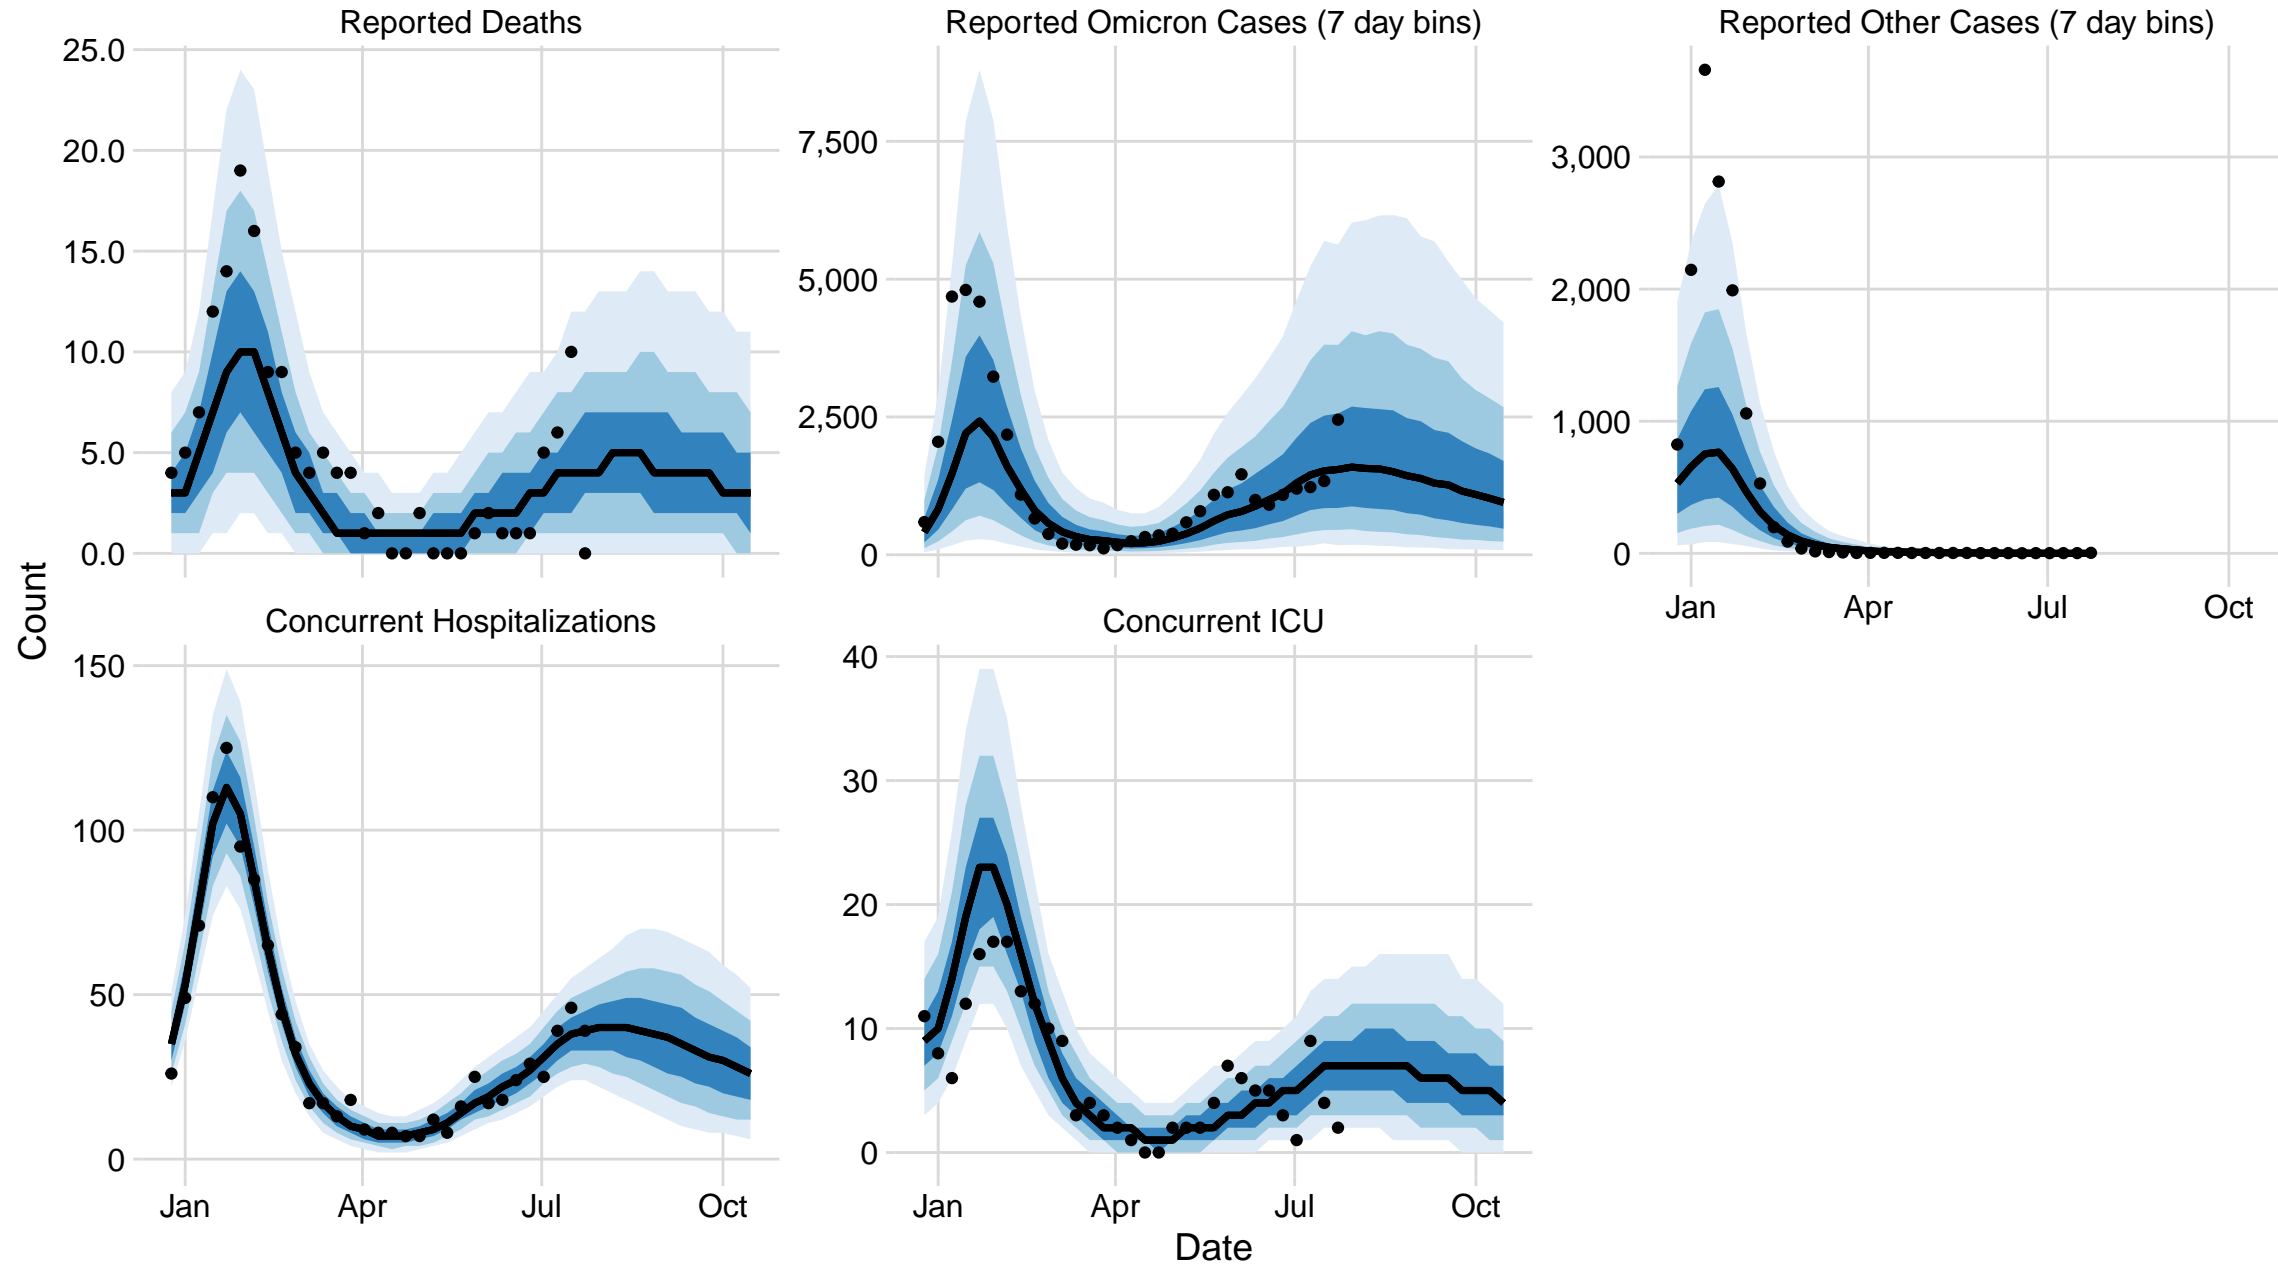 Reported Deaths
25.0
20.0
15.0
10.0
5.0
0.0
Reported Omicron Cases (7 day bins)
7,500
5,000
2,500
0
Reported Other Cases (7 day bins)
3,000
2,000
1,000
0
Jan Apr Jul Oct
Count
Concurrent Hospitalizations
150
100
50
0
Jan Apr Jul Oct
Concurrent ICU
40
30
20
10
0
Jan Apr Jul Oct
Date